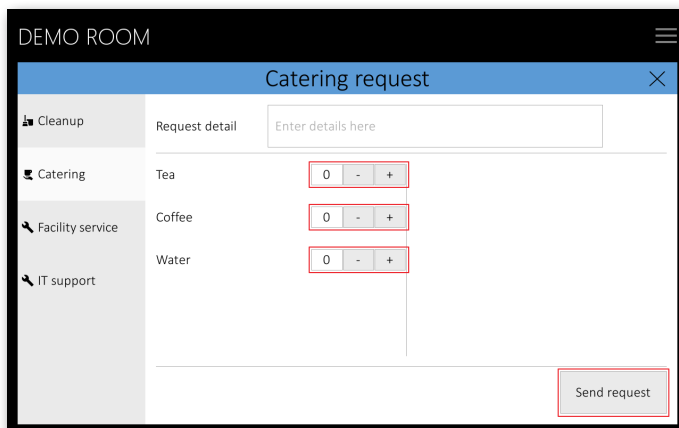 DEMO ROOM
Catering request
Cleanup
Request detail
Enter details here
Catering
Tea
0 - +
Facility service
Coffee
0 - +
Water
0 - +
IT support
Send request